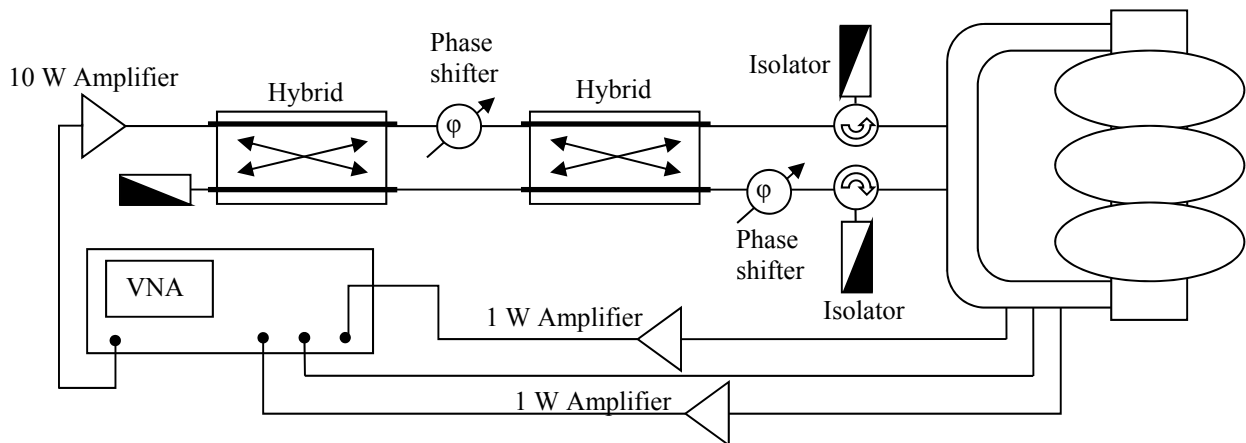 10 W Amplifier
Hybrid
Phase
shifter
φ
Hybrid
Isolator
φ
Phase
shifter
Isolator
VNA
1 W Amplifier
1 W Amplifier